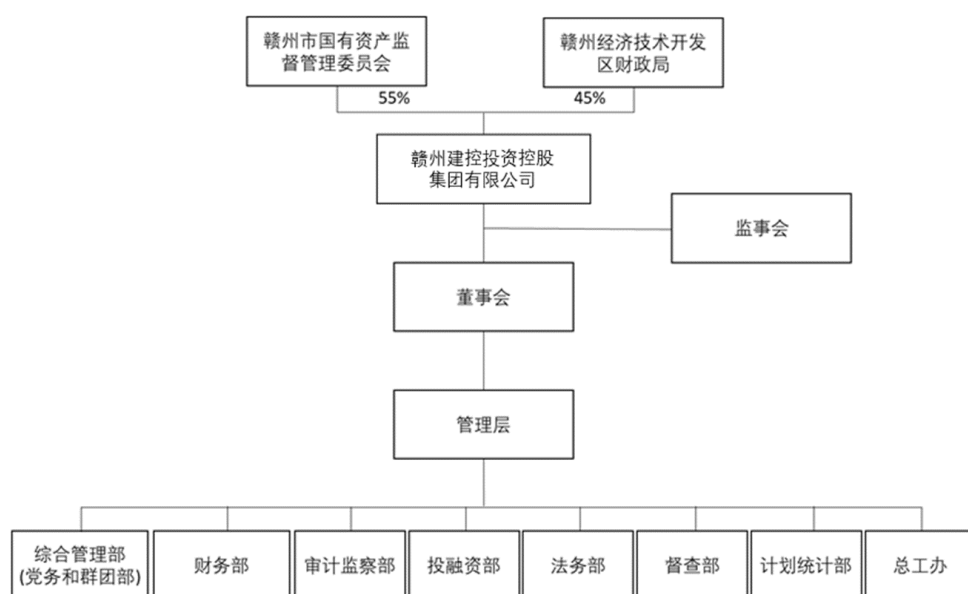 赣州市国有资产监
督管理委员会
赣州经济技术开发
区财政局
55%
45%
赣州建控投资控股
集团有限公司
监事会
董事会
管理层
综合管理部
(党务和群团部)
财务部
审计监察部
投融资部
法务部
督查部
计划统计部
总工办